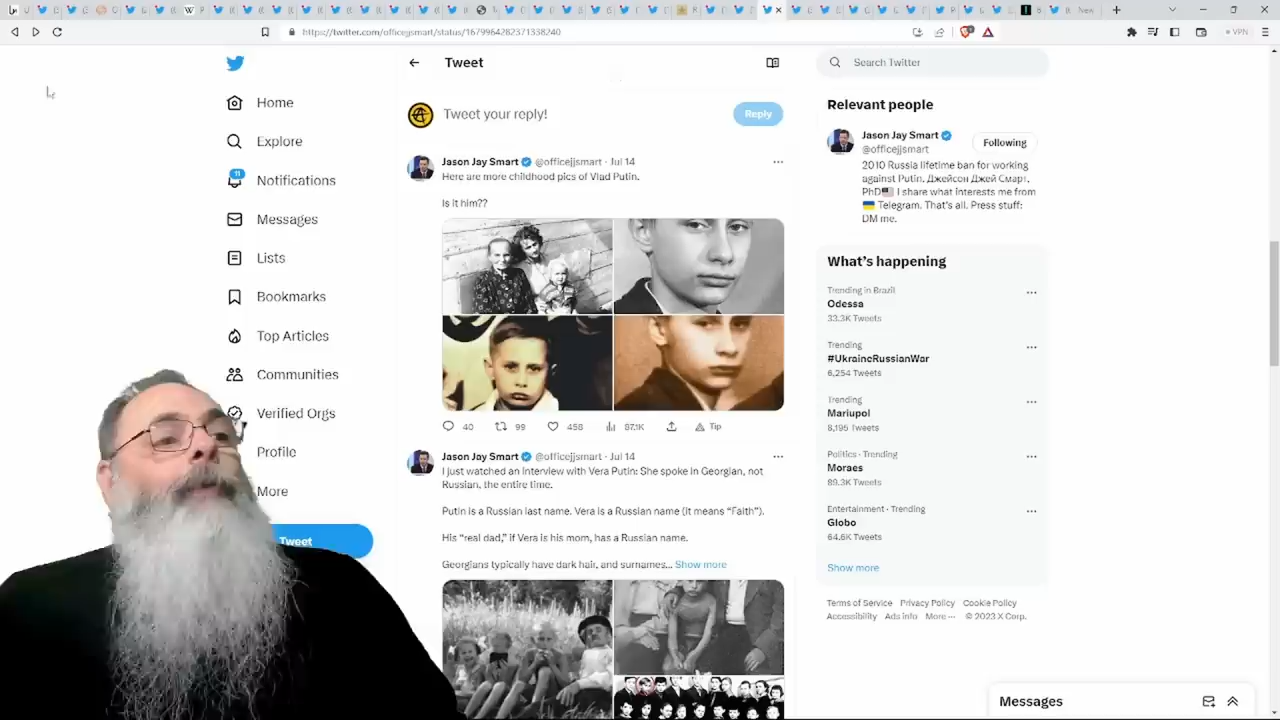 New
https://twitter.com/officejjsmart/status/1679964282371338240
VPN
Home
Explore
11
Notifications
Messages
Lists
Bookmarks
Top Articles
Communities
Verified Orgs
Profile
More
Tweet
Tweet
Tweet your reply!
Reply
Jason Jay Smart @officejjsmart · Jul 14
Here are more childhood pics of Vlad Putin.
Is it him??
40 99 458 87.1K Tip
Jason Jay Smart @officejjsmart · Jul 14
I just watched an Interview with Vera Putin: She spoke in Georgian, not
Russian, the entire time.
Putin is a Russian last name. Vera is a Russian name (it means “Faith”).
His “real dad,” if Vera is his mom, has a Russian name.
Georgians typically have dark hair, and surnames... Show more
Search Twitter
Relevant people
Jason Jay Smart
@officejjsmart
Following
2010 Russia lifetime ban for working
against Putin. Джейсон Джей Смарт,
PhD I share what interests me from
Telegram. That's all. Press stuff:
DM me.
What's happening
Trending in Brazil
Odessa
33.3K Tweets
Trending
#UkraineRussianWar
6,254 Tweets
Trending
Mariupol
8,195 Tweets
Politics · Trending
Moraes
89.3K Tweets
Entertainment · Trending
Globo
64.6K Tweets
Show more
Terms of Service Privacy Policy Cookie Policy
Accessibility Ads info More ··· © 2023 X Corp.
Messages